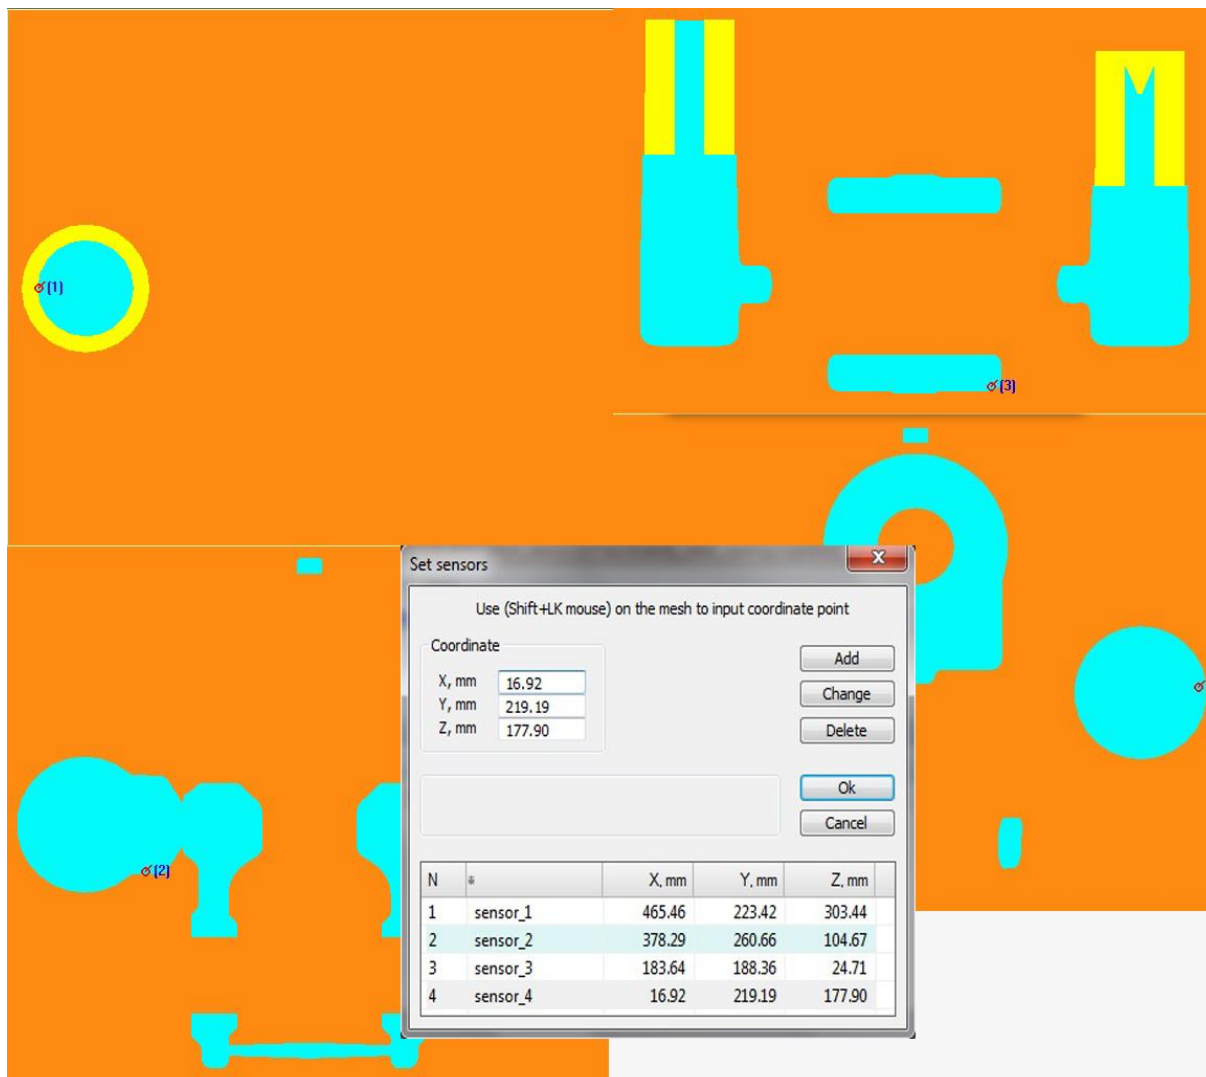 (1)
(3)
(2)
Set sensors
Use (Shift+LK mouse) on the mesh to input coordinate point
Coordinate
X, mm 16.92
Y, mm 219.19
Z, mm 177.90
Add
Change
Delete
Ok
Cancel
N X, mm Y, mm Z, mm
1 sensor_1 465.46 223.42 303.44
2 sensor_2 378.29 260.66 104.67
3 sensor_3 183.64 188.36 24.71
4 sensor_4 16.92 219.19 177.90